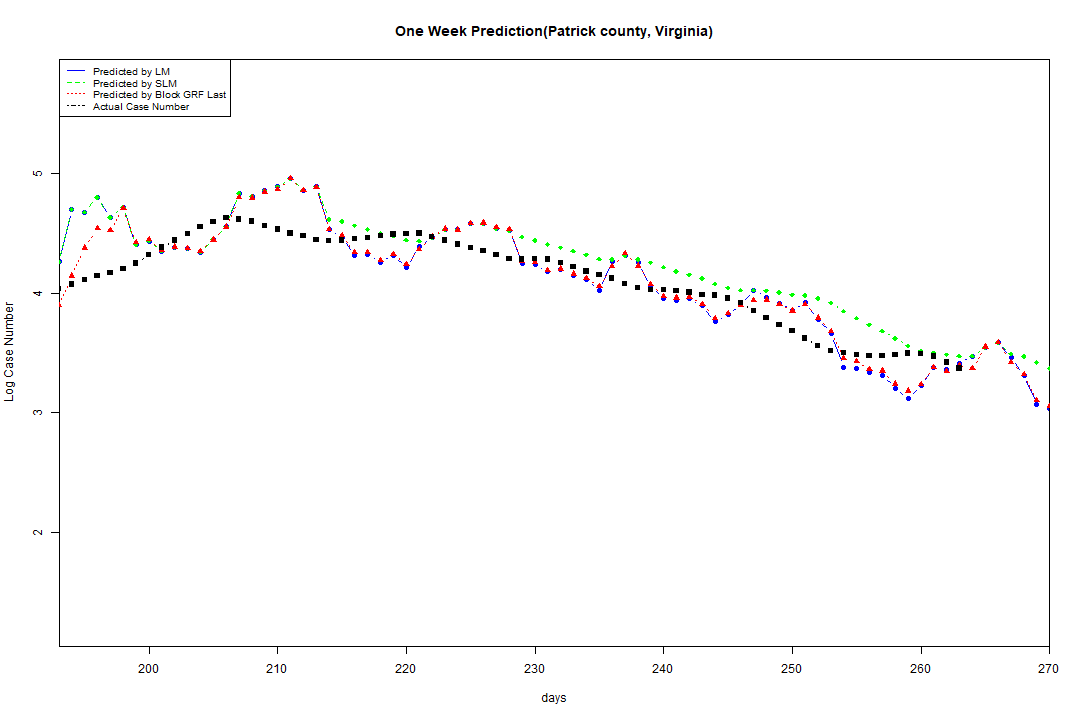 One Week Prediction(Patrick county, Virginia)
Predicted by LM
Predicted by SLM
Predicted by Block GRF Last
Actual Case Number
5
4
3
2
Log Case Number
200 210 220 230 240 250 260 270
days